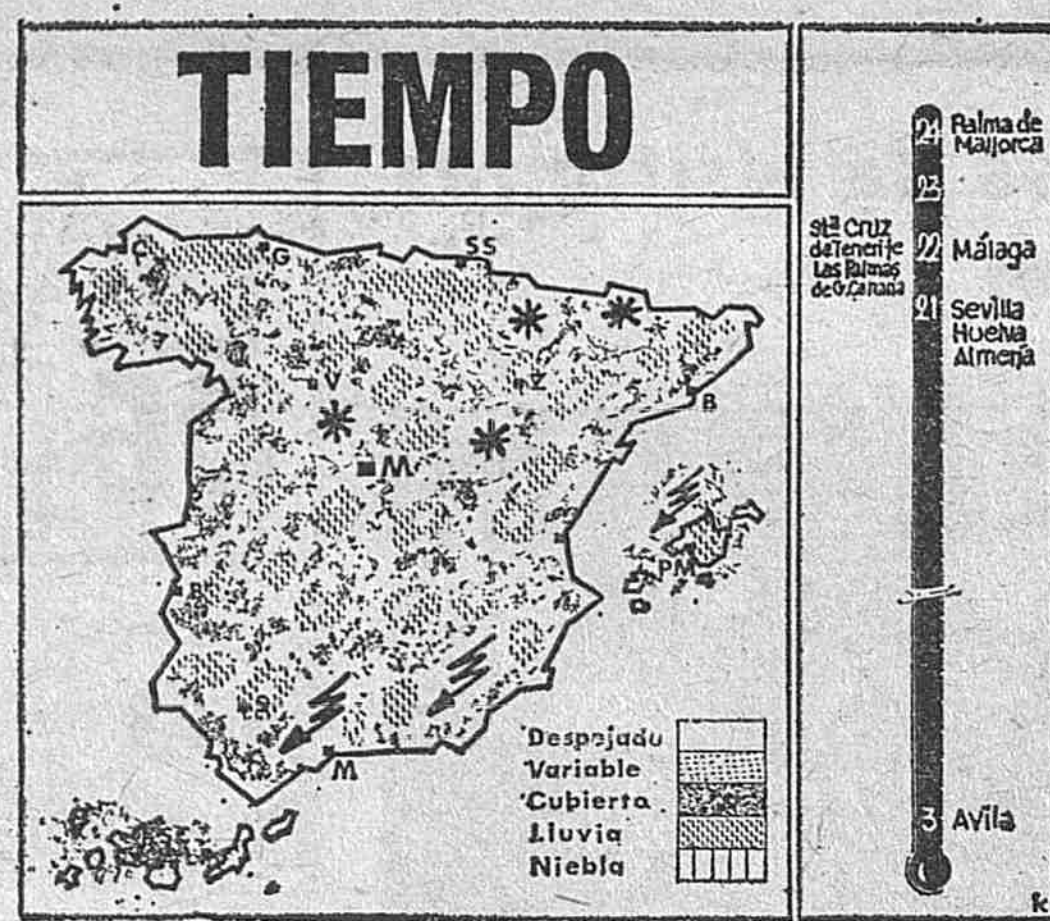 TIEMPO
C
G
SS
V
Z
B
M
PM
B
S
M
Despejado
Variable
Cubierto
Lluvia
Niebla
24 Palma de
Mallorca
23
Sta Cruz
de Tenerife
Las Palmas
de G. Canaria
22 Málaga
21 Sevilla
Huelva
Almería
3 Avila